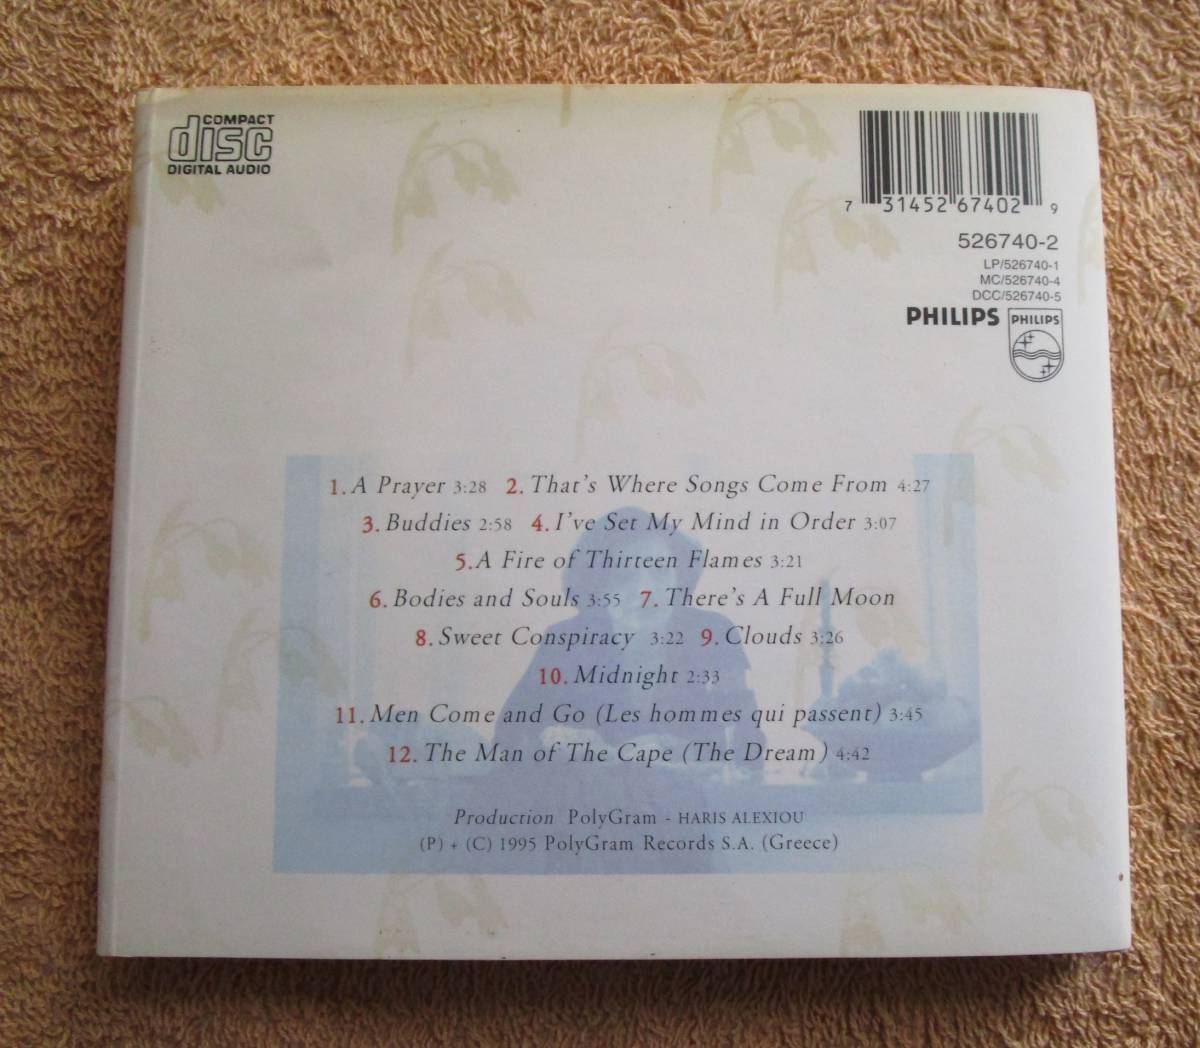 COMPACT
disc
DIGITAL AUDIO
7 31452 67402 9
526740-2
LP/526740-1
MC/526740-4
DCC/526740-5
PHILIPS PHILIPS
1. A Prayer 3:28 2. That's Where Songs Come From 4:27
3. Buddies 2:58 4. I've Set My Mind in Order 3:07
5. A Fire of Thirteen Flames 3:21
6. Bodies and Souls 3:55 7. There's A Full Moon
8. Sweet Conspiracy 3:22 9. Clouds 3:26
10. Midnight 2:33
11. Men Come and Go (Les hommes qui passent) 3:45
12. The Man of The Cape (The Dream) 4:42
Production PolyGram - HARIS ALEXIOU
(P) + (C) 1995 PolyGram Records S.A. (Greece)